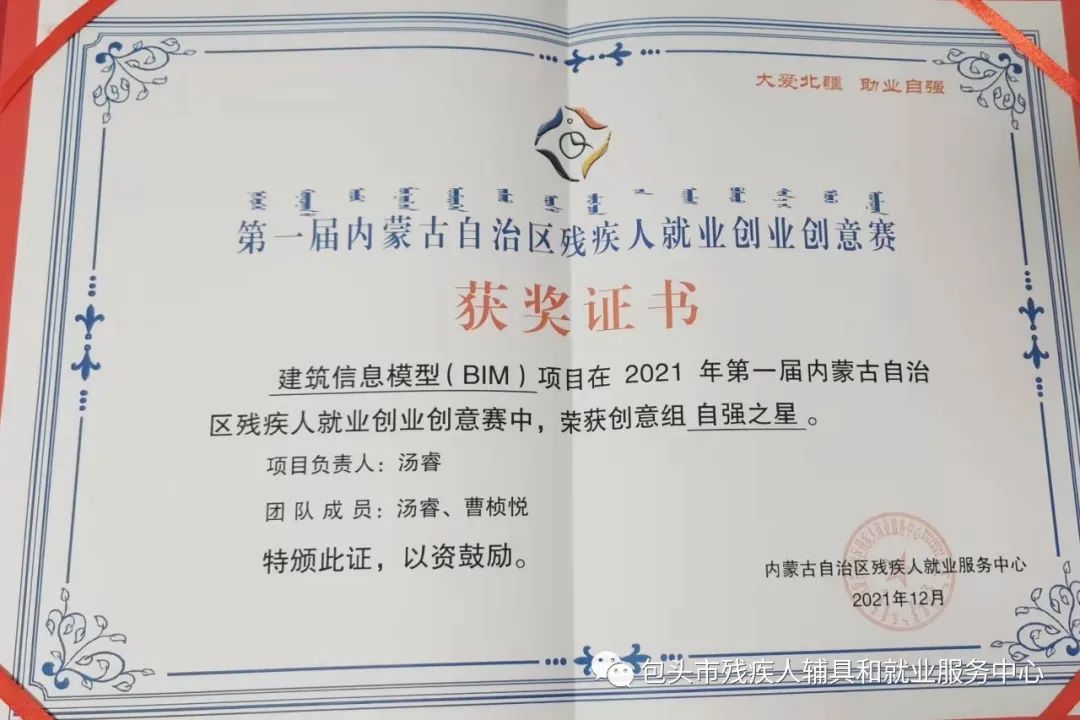 大爱北疆 助业自强
第一届内蒙古自治区残疾人就业创业创意赛
获奖证书
建筑信息模型(BIM)项目在 2021 年第一届内蒙古自治
区残疾人就业创业创意赛中，荣获创意组 自强之星 。
项目负责人：汤睿
团队成员：汤睿、曹桢悦
特颁此证，以资鼓励。
内蒙古自治区残疾人就业服务中心
2021年12月
包头市残疾人辅具和就业服务中心